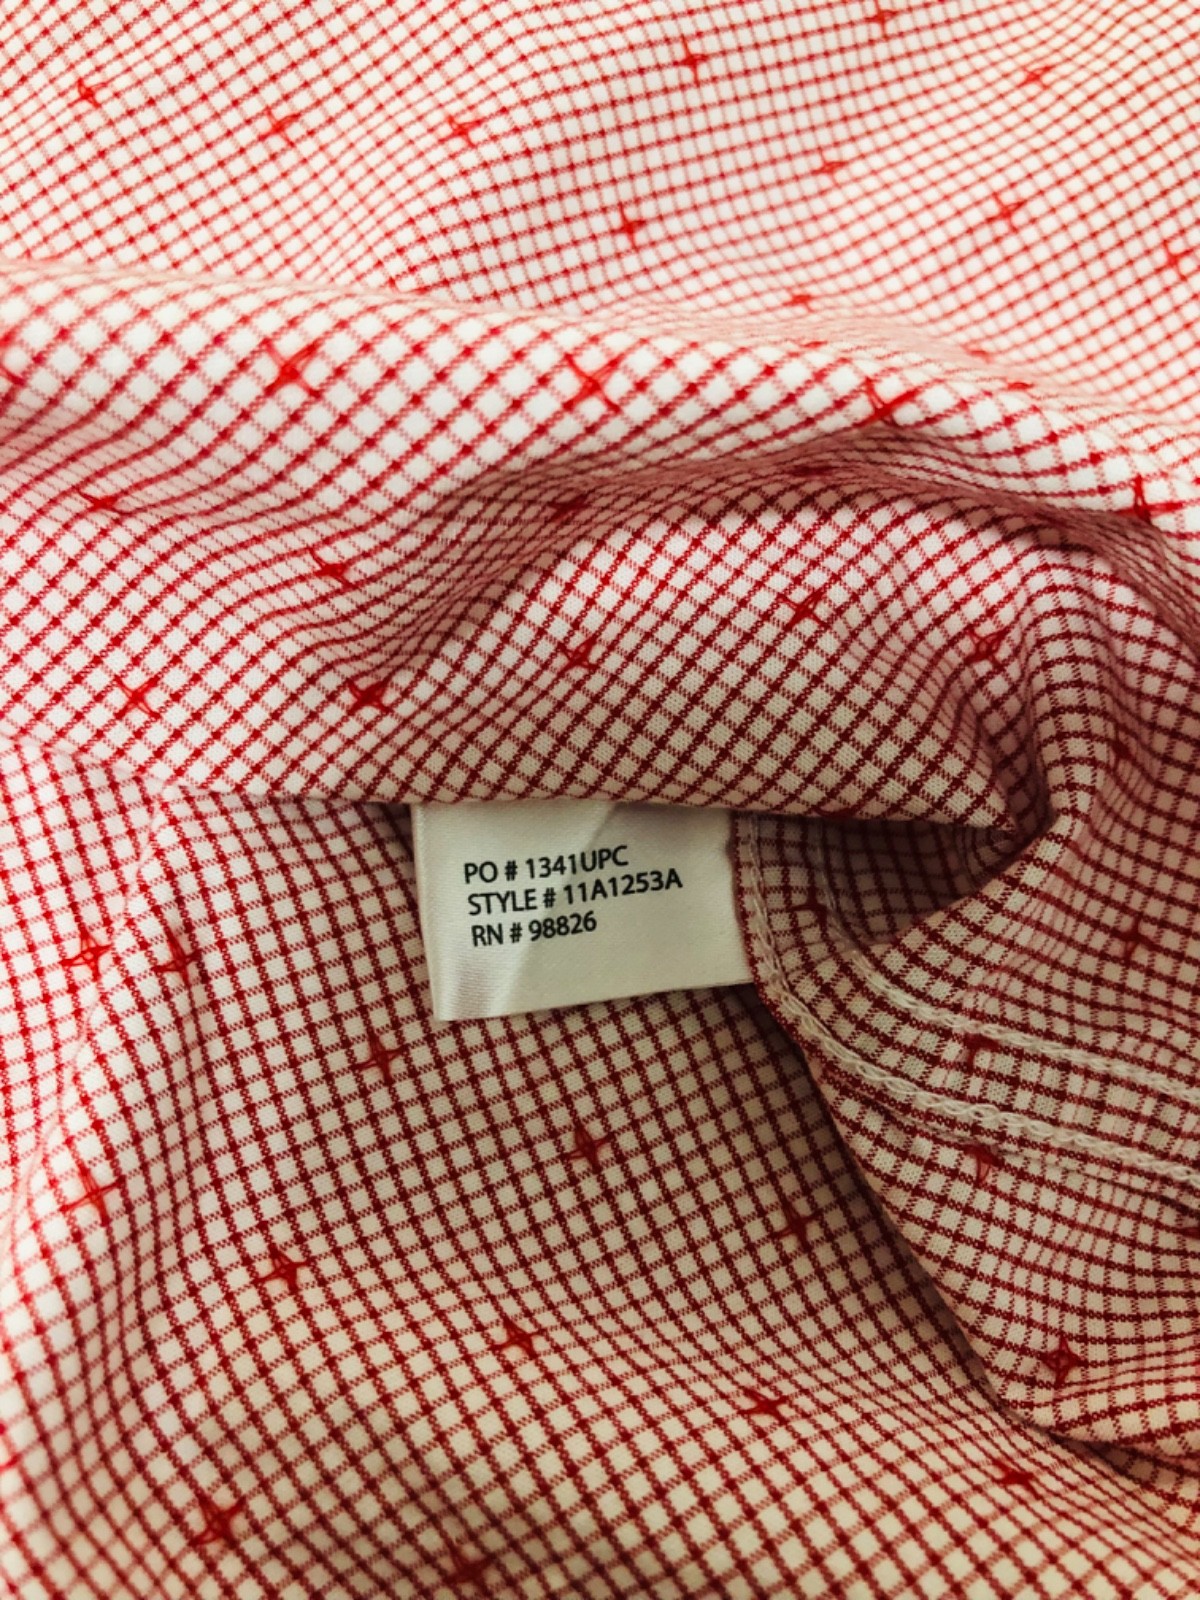 PO # 1341UPC
STYLE # 11A1253A
RN # 98826